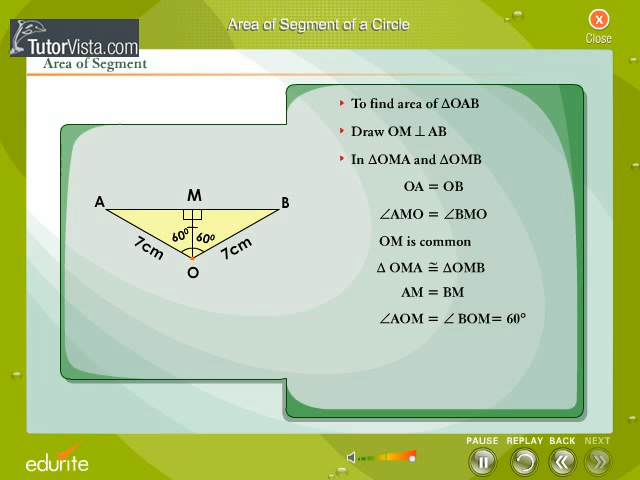 Area of Segment of a Circle
Close
TutorVista.com
Area of Segment
To find area of ΔOAB
Draw OM ⊥ AB
In ΔOMA and ΔOMB
OA = OB
∠AMO = ∠BMO
OM is common
Δ OMA ≅ ΔOMB
AM = BM
∠AOM = ∠ BOM= 60°
A M B
60° 60°
7cm 7cm
O
PAUSE REPLAY BACK NEXT
edurite